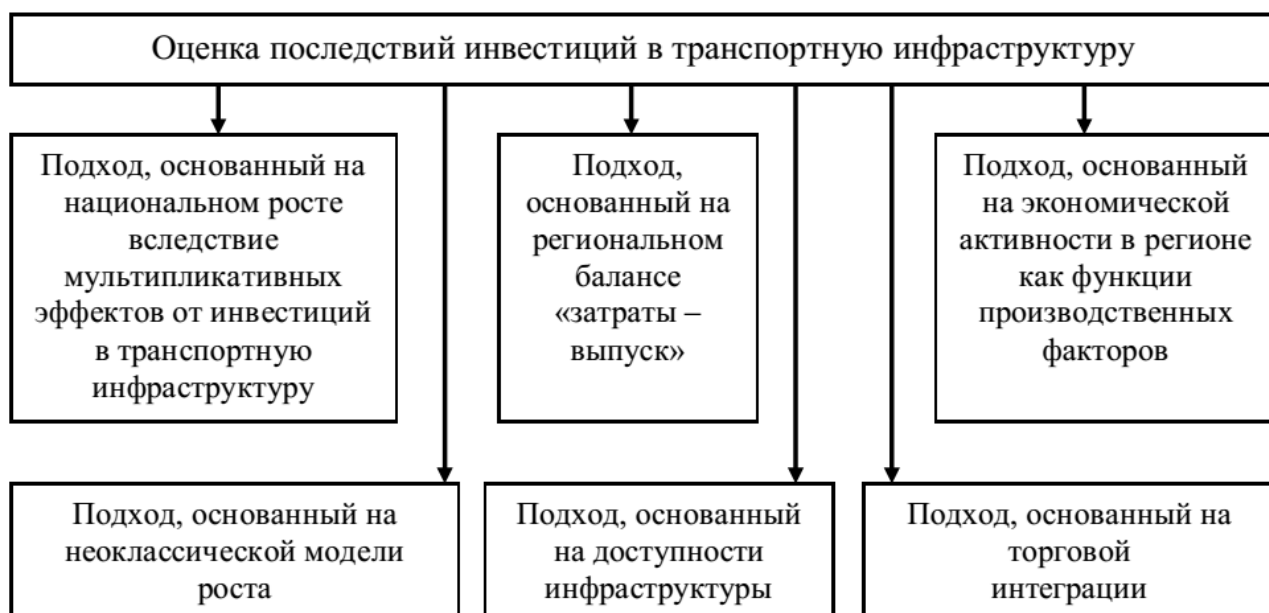 Оценка последствий инвестиций в транспортную инфраструктуру
Подход, основанный на
национальном росте
вследствие
мультипликативных
эффектов от инвестиций
в транспортную
инфраструктуру
Подход,
основанный на
региональном
балансе
«затраты –
выпуск»
Подход, основанный
на экономической
активности в регионе
как функции
производственных
факторов
Подход, основанный на
неоклассической модели
роста
Подход, основанный
на доступности
инфраструктуры
Подход, основанный на
торговой
интеграции